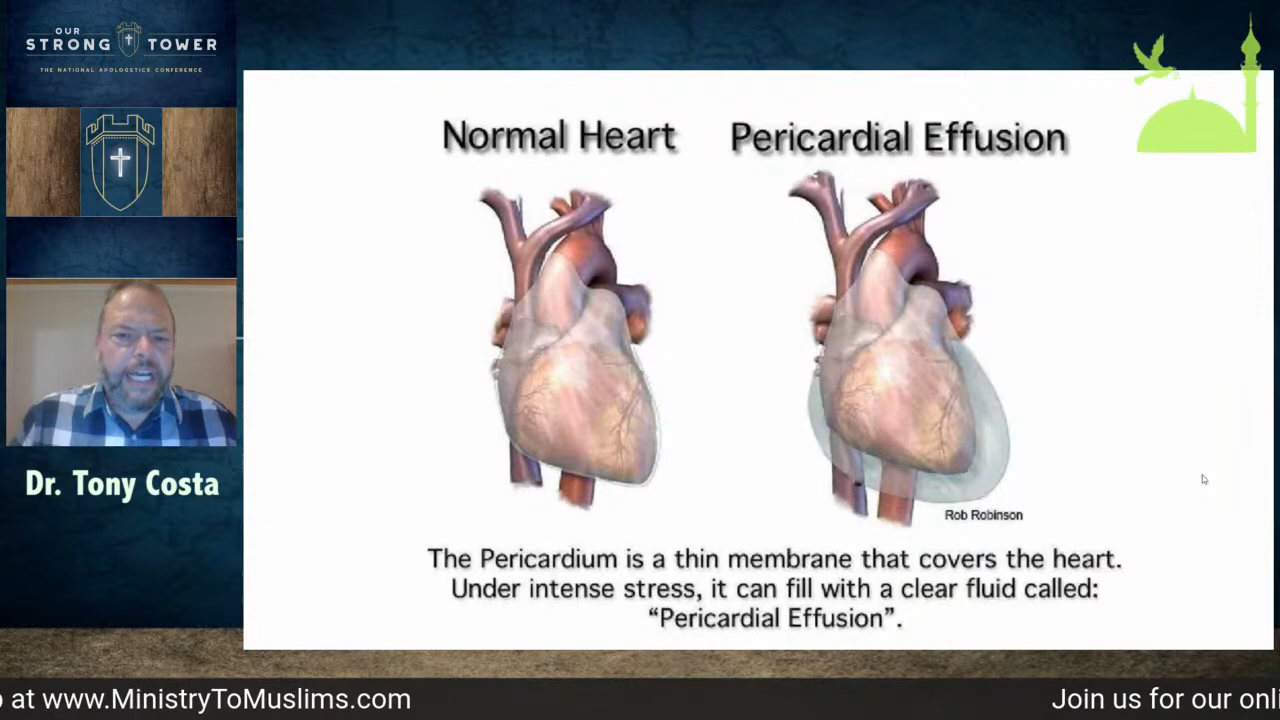 OUR
STRONG TOWER
THE NATIONAL APOLOGETICS CONFERENCE
Normal Heart
Pericardial Effusion
Rob Robinson
The Pericardium is a thin membrane that covers the heart.
Under intense stress, it can fill with a clear fluid called:
“Pericardial Effusion”.
Dr. Tony Costa
o at www.MinistryToMuslims.com
Join us for our onli